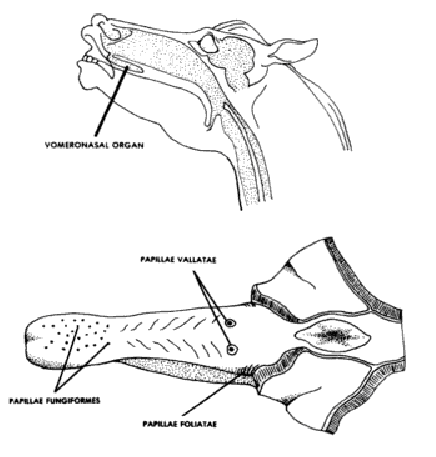 VOMERONASAL ORGAN
PAPILLAE VALLATAE
PAPILLAE FUNGIFORMES
PAPILLAE FOLIATAE